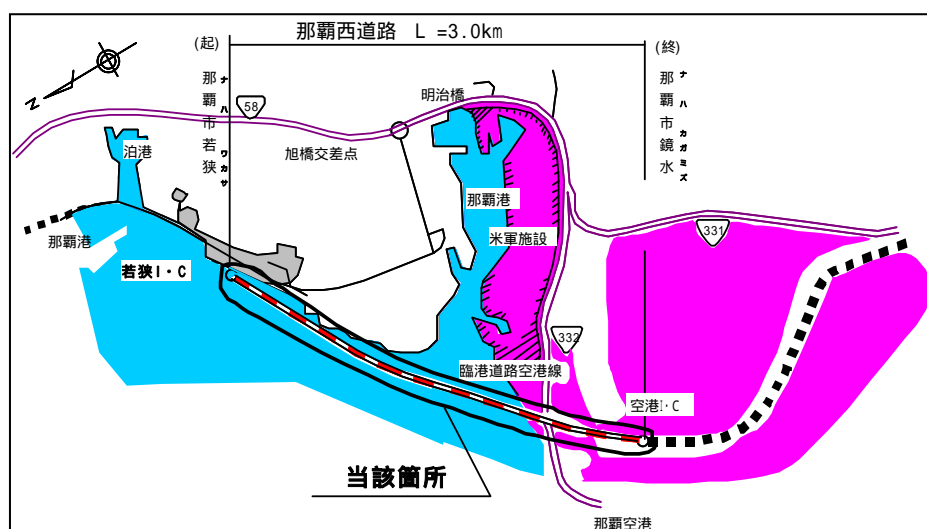 那覇西道路 L =3.0km
(起)
(終)
那覇市若狭
ナハ ワカサ
那覇市鏡水
ナハ カガミズ
N
58
明治橋
旭橋交差点
泊港
那覇港
那覇港
米軍施設
331
若狭I・C
332
臨港道路空港線
空港I・C
当該箇所
那覇空港